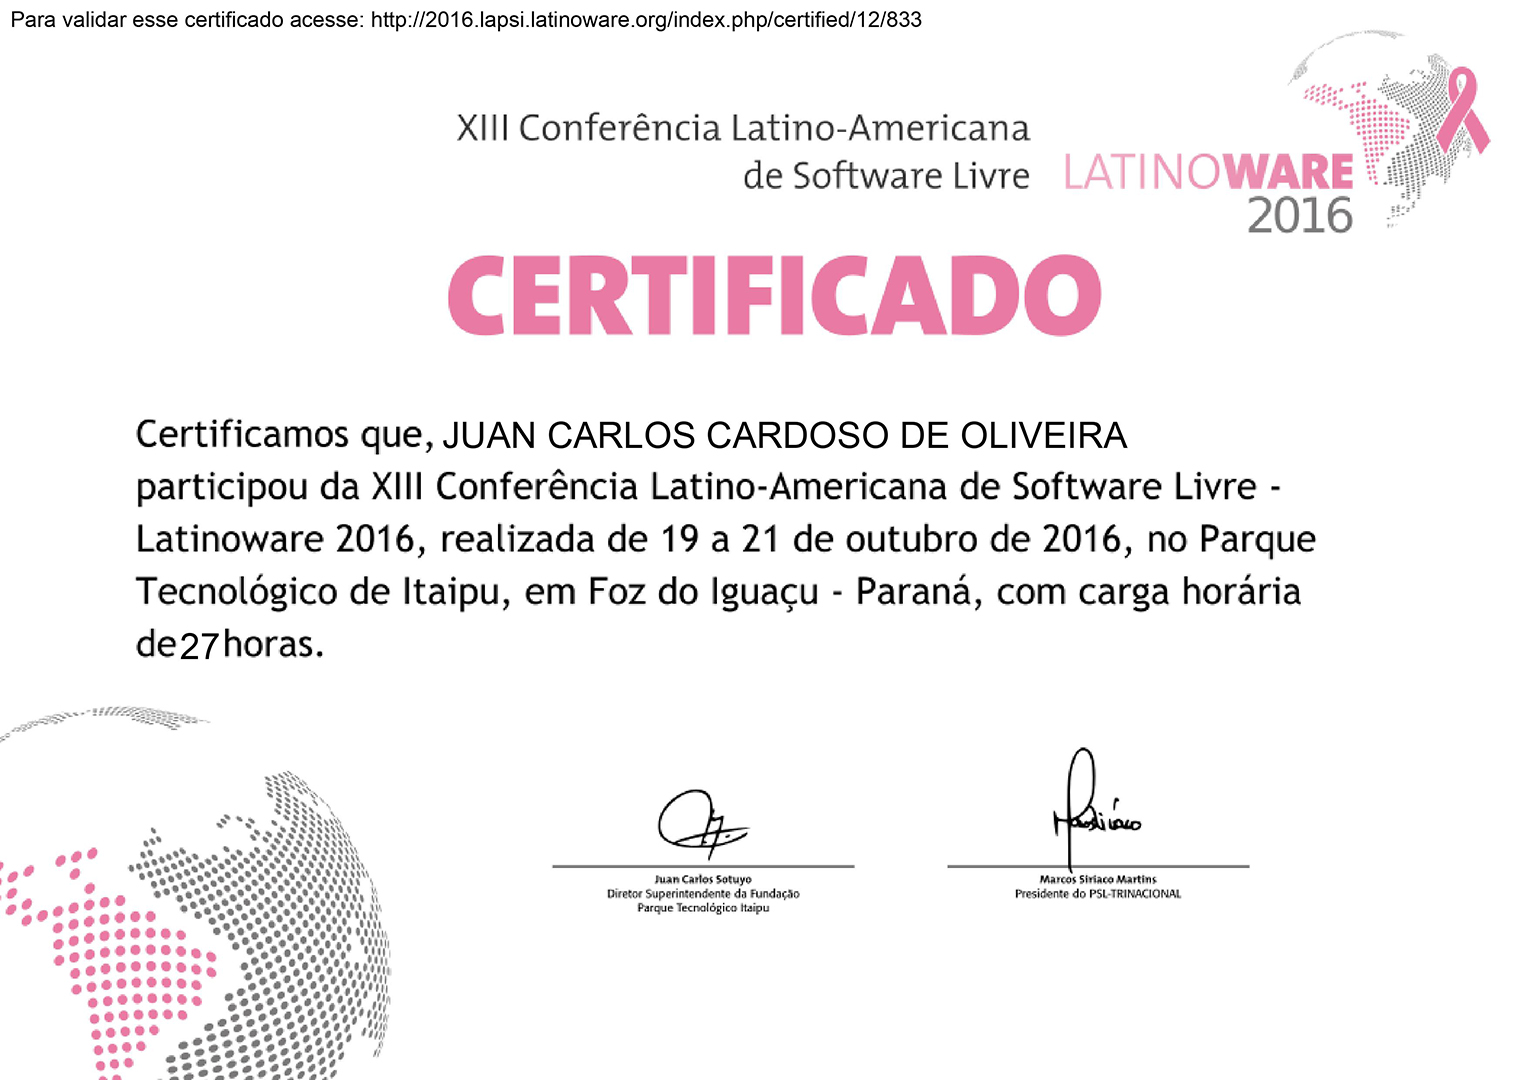 Para validar esse certificado acesse: http://2016.lapsi.latinoware.org/index.php/certified/12/833
XIII Conferência Latino-Americana
de Software Livre
LATINOWARE
2016
CERTIFICADO
Certificamos que, JUAN CARLOS CARDOSO DE OLIVEIRA
participou da XIII Conferência Latino-Americana de Software Livre -
Latinoware 2016, realizada de 19 a 21 de outubro de 2016, no Parque
Tecnológico de Itaipu, em Foz do Iguaçu - Paraná, com carga horária
de 27 horas.
Juan Carlos Sotuyo
Diretor Superintendente da Fundação
Parque Tecnológico Itaipu
Marcos Siríaco Martins
Presidente do PSL-TRINACIONAL